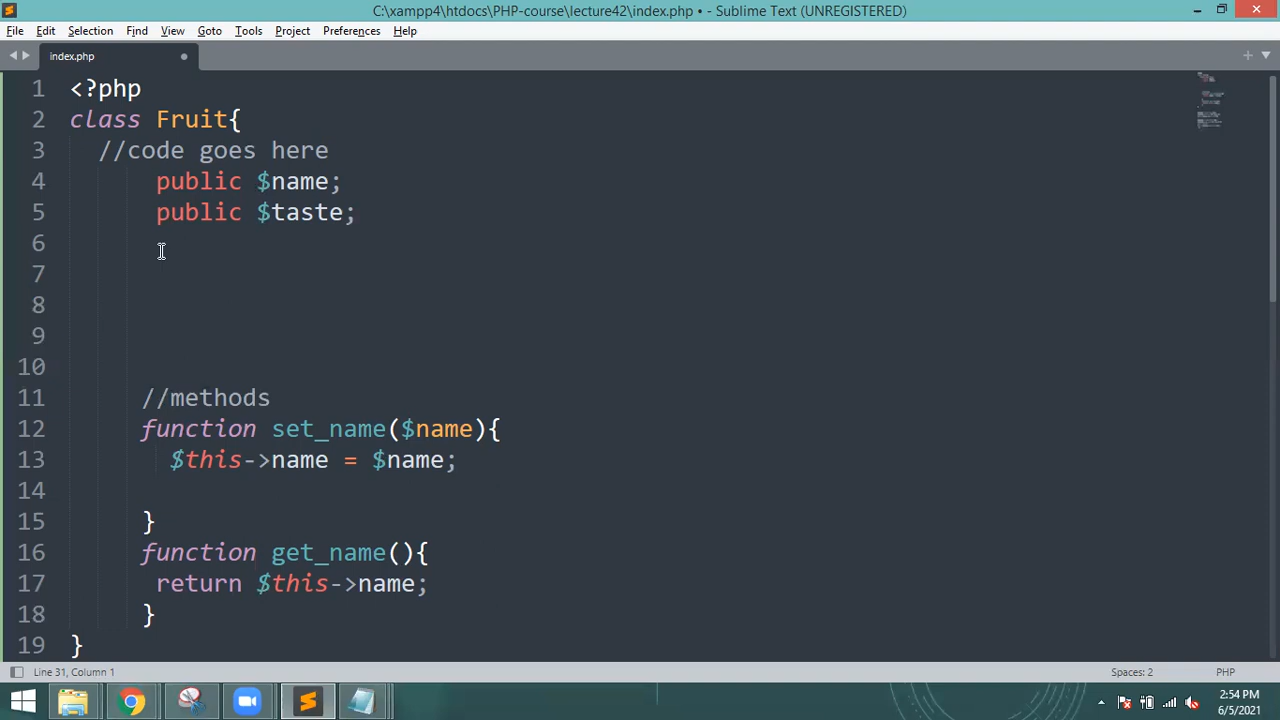 C:\xampp4\htdocs\PHP-course\lecture42\index.php • - Sublime Text (UNREGISTERED)
File Edit Selection Find View Goto Tools Project Preferences Help
index.php
1 <?php
2 class Fruit{
3 //code goes here
4 public $name;
5 public $taste;
6
7
8
9
10
11 //methods
12 function set_name($name){
13 $this->name = $name;
14
15 }
16 function get_name(){
17 return $this->name;
18 }
19 }
Line 31, Column 1 Spaces: 2 PHP
2:54 PM
6/5/2021